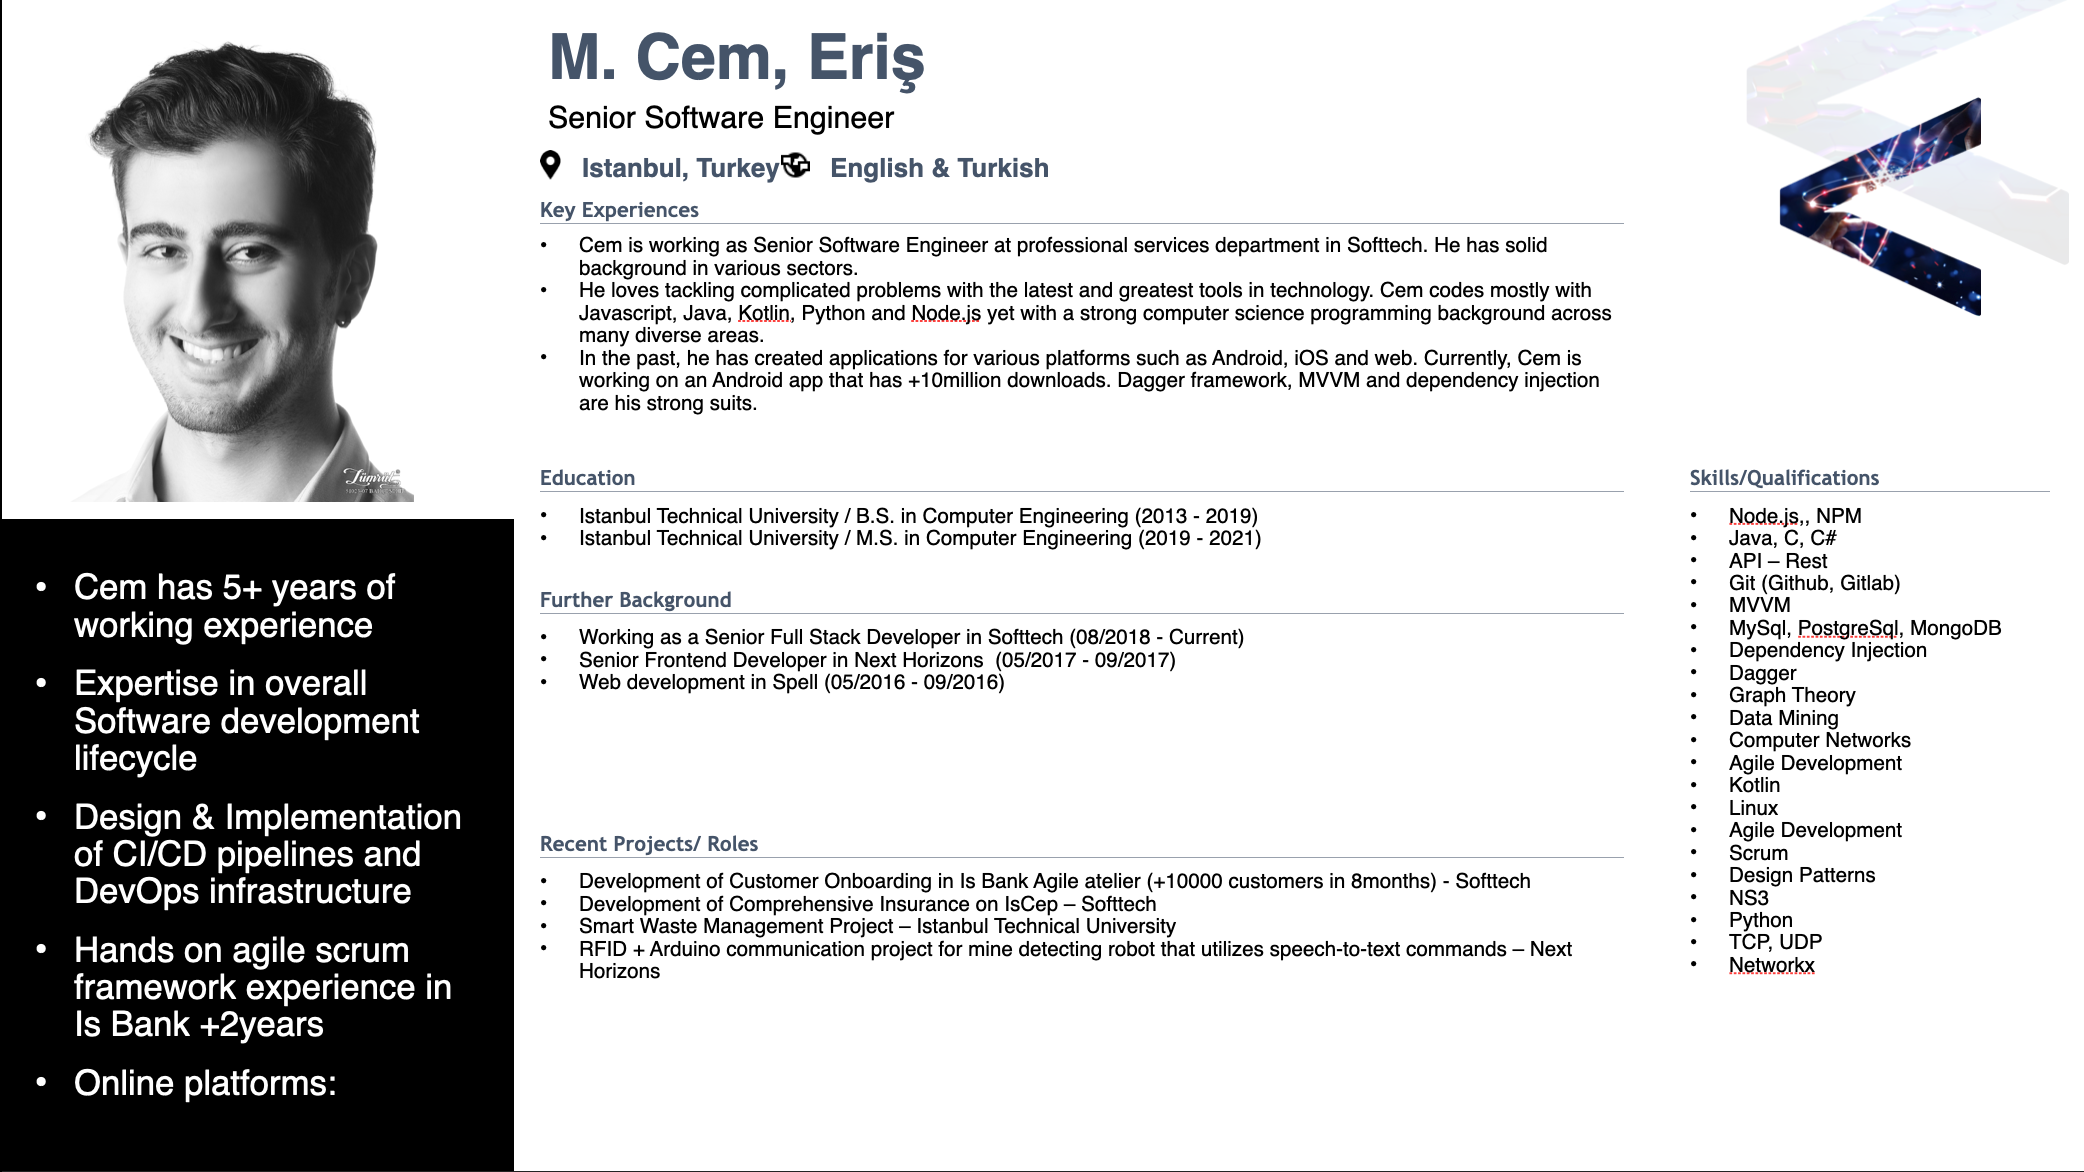 M. Cem, Eriş
Senior Software Engineer
Istanbul, Turkey
English & Turkish
Key Experiences
• Cem is working as Senior Software Engineer at professional services department in Softtech. He has solid
background in various sectors.
• He loves tackling complicated problems with the latest and greatest tools in technology. Cem codes mostly with
Javascript, Java, Kotlin, Python and Node.js yet with a strong computer science programming background across
many diverse areas.
• In the past, he has created applications for various platforms such as Android, iOS and web. Currently, Cem is
working on an Android app that has +10million downloads. Dagger framework, MVVM and dependency injection
are his strong suits.
Education
• Istanbul Technical University / B.S. in Computer Engineering (2013 - 2019)
• Istanbul Technical University / M.S. in Computer Engineering (2019 - 2021)
Further Background
• Working as a Senior Full Stack Developer in Softtech (08/2018 - Current)
• Senior Frontend Developer in Next Horizons  (05/2017 - 09/2017)
• Web development in Spell (05/2016 - 09/2016)
Recent Projects/ Roles
• Development of Customer Onboarding in Is Bank Agile atelier (+10000 customers in 8months) - Softtech
• Development of Comprehensive Insurance on IsCep – Softtech
• Smart Waste Management Project – Istanbul Technical University
• RFID + Arduino communication project for mine detecting robot that utilizes speech-to-text commands – Next
Horizons
Skills/Qualifications
• Node.js,, NPM
• Java, C, C#
• API – Rest
• Git (Github, Gitlab)
• MVVM
• MySql, PostgreSql, MongoDB
• Dependency Injection
• Dagger
• Graph Theory
• Data Mining
• Computer Networks
• Agile Development
• Kotlin
• Linux
• Agile Development
• Scrum
• Design Patterns
• NS3
• Python
• TCP, UDP
• Networkx
• Cem has 5+ years of
working experience
• Expertise in overall
Software development
lifecycle
• Design & Implementation
of CI/CD pipelines and
DevOps infrastructure
• Hands on agile scrum
framework experience in
Is Bank +2years
• Online platforms: